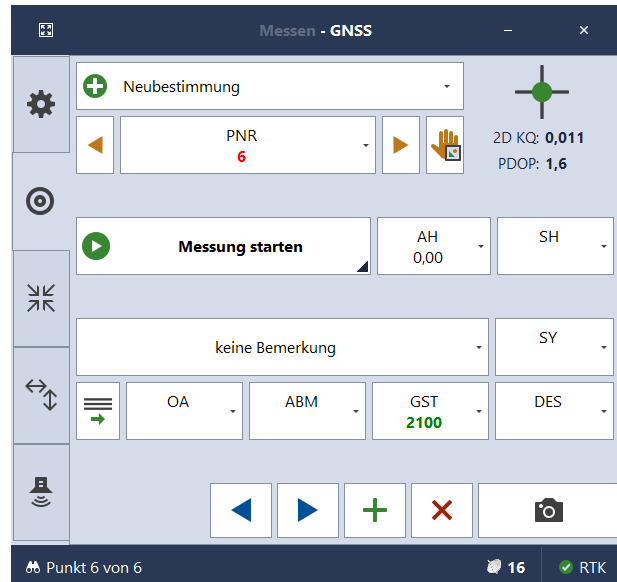 Messen - GNSS
Neubestimmung
PNR
6
2D KQ: 0,011
PDOP: 1,6
Messung starten
AH
0,00
SH
keine Bemerkung
SY
OA
ABM
GST
2100
DES
Punkt 6 von 6
16
RTK